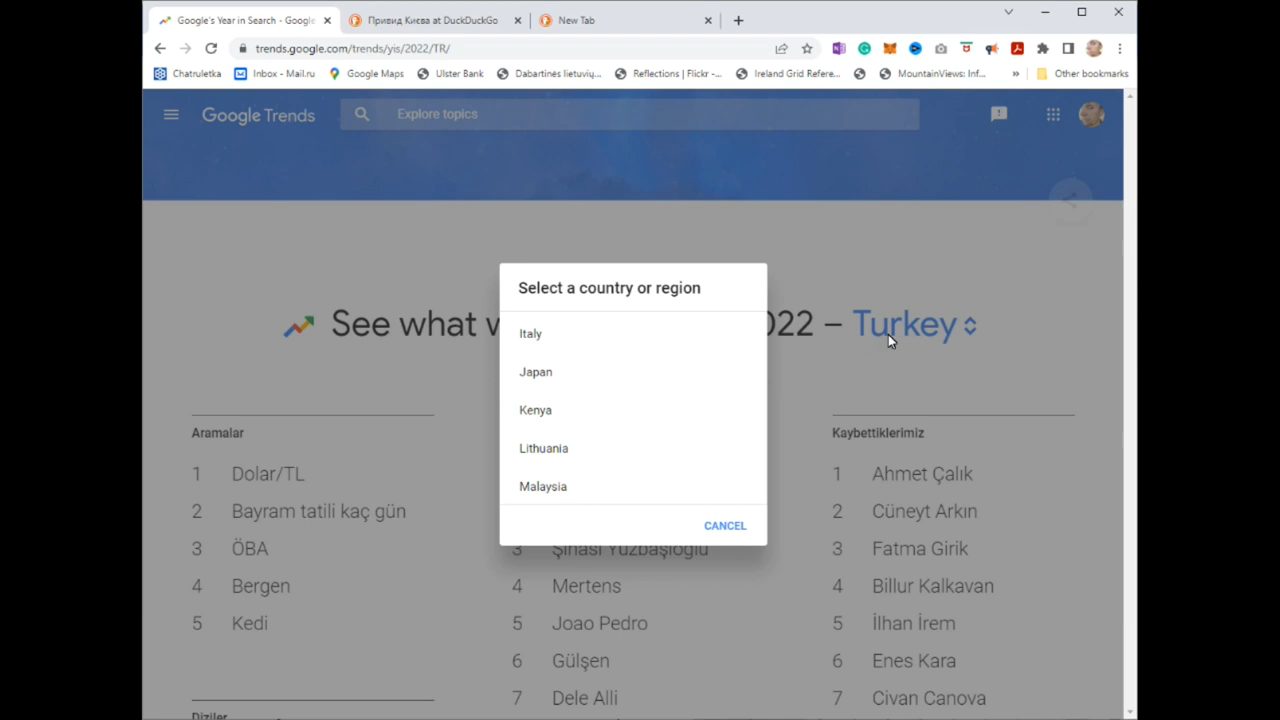 Google's Year in Search - Google
Привид Києва at DuckDuckGo
New Tab
trends.google.com/trends/yis/2022/TR/
Chatruletka
Inbox - Mail.ru
Google Maps
Ulster Bank
Dabartinės lietuvių...
Reflections | Flickr -...
Ireland Grid Refere...
MountainViews: Inf...
»
Other bookmarks
Google Trends
Explore topics
See what w
022 – Turkey
Select a country or region
Italy
Japan
Kenya
Lithuania
Malaysia
CANCEL
Aramalar
1 Dolar/TL
2 Bayram tatili kaç gün
3 ÖBA
4 Bergen
5 Kedi
Diziler
3 Şinasi Yüzbaşıoğlu
4 Mertens
5 Joao Pedro
6 Gülşen
7 Dele Alli
Kaybettiklerimiz
1 Ahmet Çalık
2 Cüneyt Arkın
3 Fatma Girik
4 Billur Kalkavan
5 İlhan İrem
6 Enes Kara
7 Civan Canova